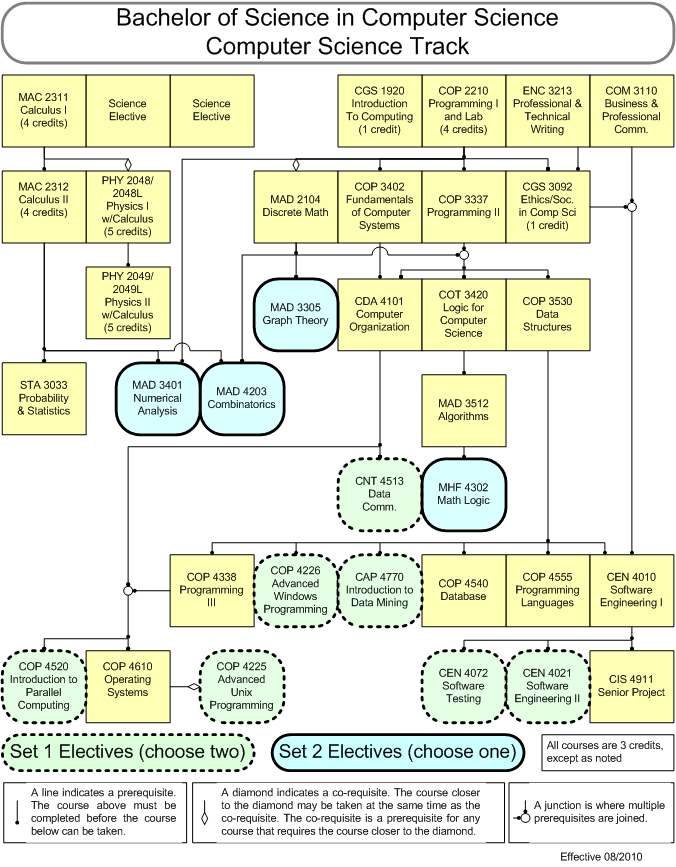 Bachelor of Science in Computer Science
Computer Science Track
MAC 2311
Calculus I
(4 credits)
Science
Elective
Science
Elective
CGS 1920
Introduction
To Computing
(1 credit)
COP 2210
Programming I
and Lab
(4 credits)
ENC 3213
Professional &
Technical
Writing
COM 3110
Business &
Professional
Comm.
MAC 2312
Calculus II
(4 credits)
PHY 2048/
2048L
Physics I
w/Calculus
(5 credits)
MAD 2104
Discrete Math
COP 3402
Fundamentals
of Computer
Systems
COP 3337
Programming II
CGS 3092
Ethics/Soc.
in Comp Sci
(1 credit)
PHY 2049/
2049L
Physics II
w/Calculus
(5 credits)
MAD 3305
Graph Theory
CDA 4101
Computer
Organization
COT 3420
Logic for
Computer
Science
COP 3530
Data
Structures
STA 3033
Probability
& Statistics
MAD 3401
Numerical
Analysis
MAD 4203
Combinatorics
MAD 3512
Algorithms
CNT 4513
Data
Comm.
MHF 4302
Math Logic
COP 4338
Programming
III
COP 4226
Advanced
Windows
Programming
CAP 4770
Introduction to
Data Mining
COP 4540
Database
COP 4555
Programming
Languages
CEN 4010
Software
Engineering I
COP 4520
Introduction to
Parallel
Computing
COP 4610
Operating
Systems
COP 4225
Advanced
Unix
Programming
CEN 4072
Software
Testing
CEN 4021
Software
Engineering II
CIS 4911
Senior Project
Set 1 Electives (choose two)
Set 2 Electives (choose one)
All courses are 3 credits,
except as noted
A line indicates a prerequisite.
The course above must be
completed before the course
below can be taken.
A diamond indicates a co-requisite. The course closer
to the diamond may be taken at the same time as the
co-requisite. The co-requisite is a prerequisite for any
course that requires the course closer to the diamond.
A junction is where multiple
prerequisites are joined.
Effective 08/2010